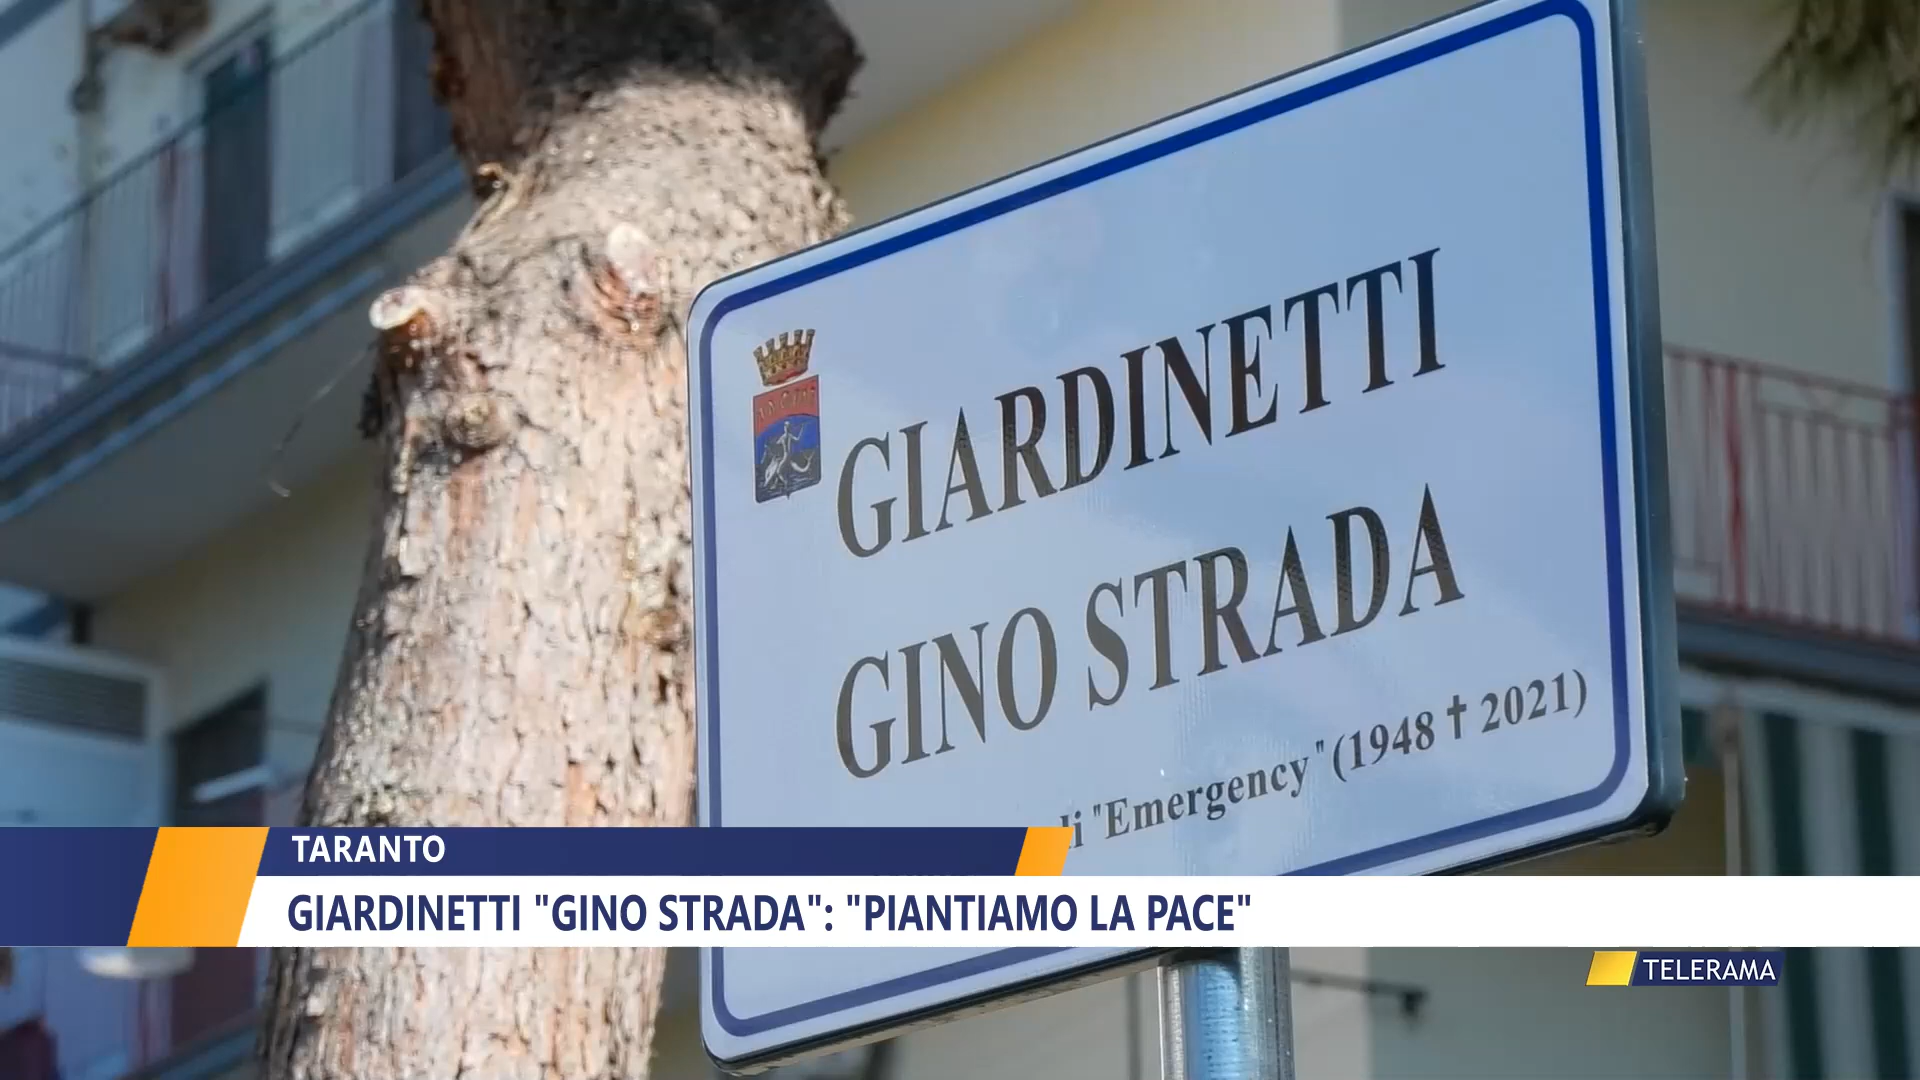 GIARDINETTI
GINO STRADA
"Emergency" (1948 † 2021)
TARANTO
GIARDINETTI "GINO STRADA": "PIANTIAMO LA PACE"
TELERAMA